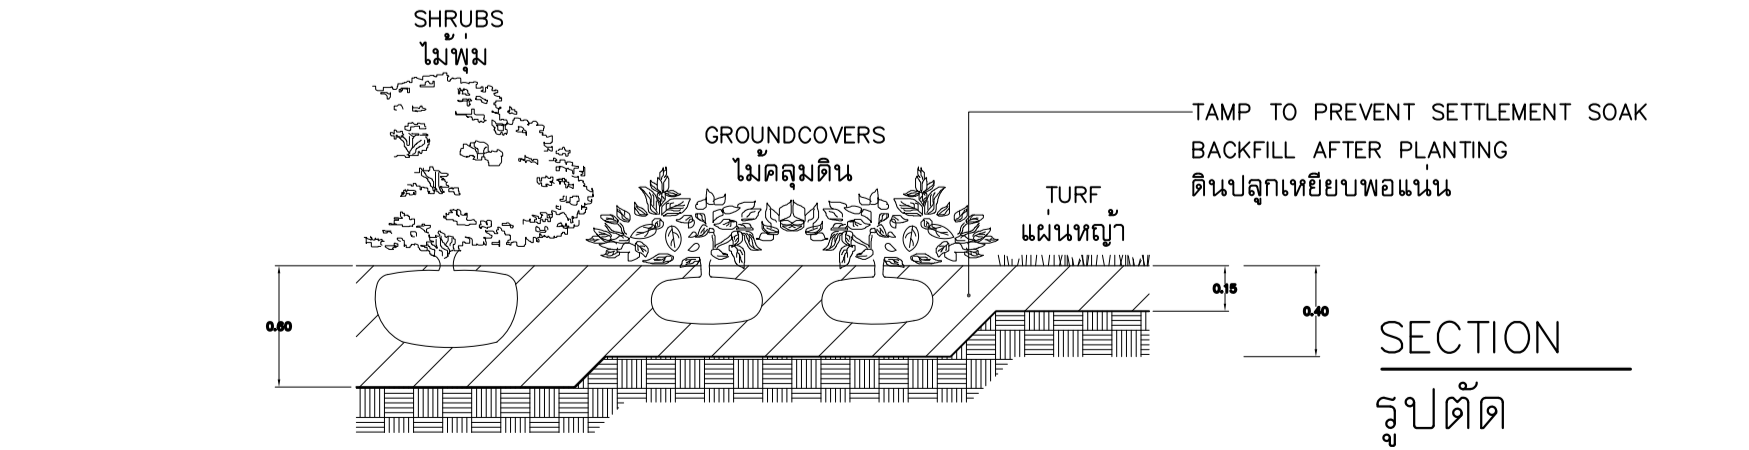 SHRUBS
ไม้พุ่ม
GROUNDCOVERS
ไม้คลุมดิน
TURF
แผ่นหญ้า
TAMP TO PREVENT SETTLEMENT SOAK
BACKFILL AFTER PLANTING
ดินปลูกเหยียบพอแน่น
0.60
0.15
0.40
SECTION
รูปตัด